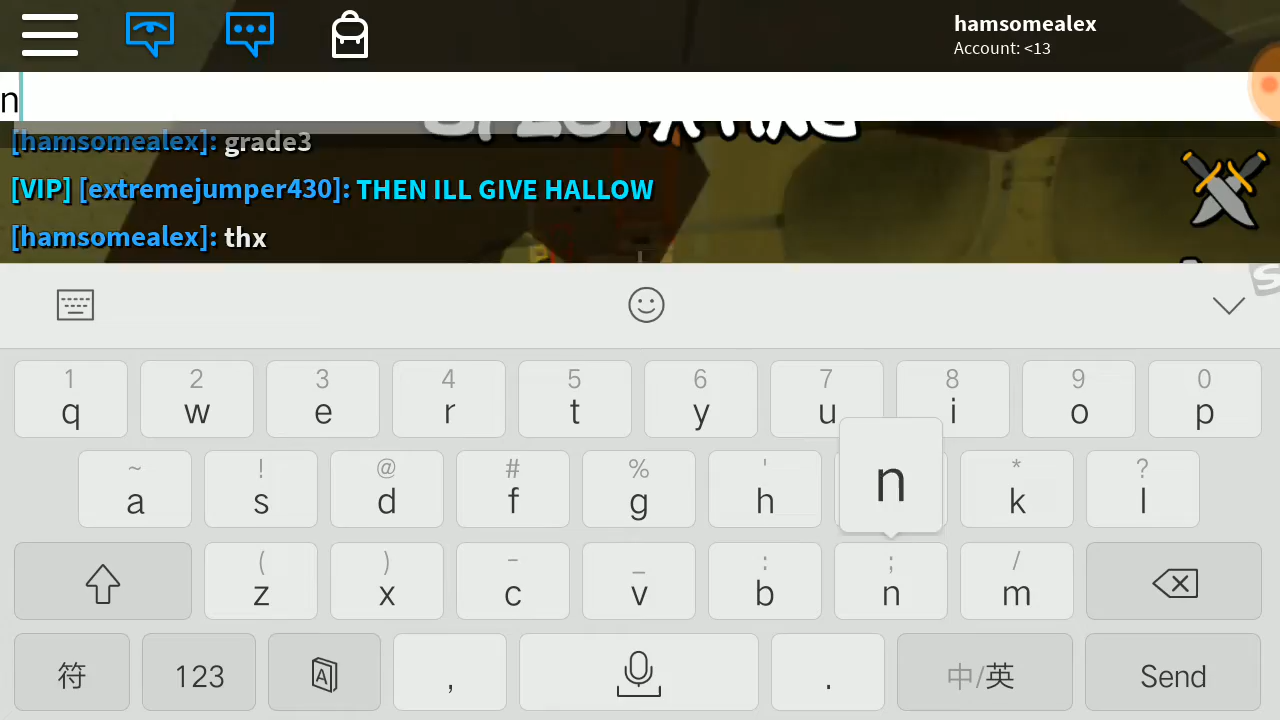 hamsomealex
Account: <13
n
[hamsomealex]: grade3
[VIP] [extremejumper430]: THEN ILL GIVE HALLOW
[hamsomealex]: thx
1 2 3 4 5 6 7 8 9 0
q w e r t y u i o p
~ ! @ # % ' * ?
a s d f g h n k l
( ) - _ : ; /
z x c v b n m
符 123 A , . 中/英 Send